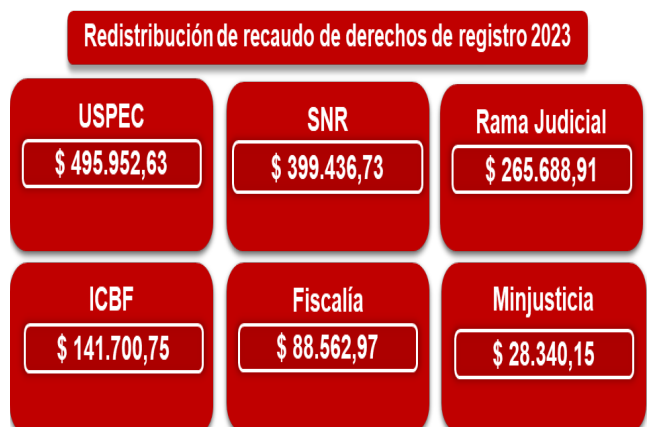 Redistribución de recaudo de derechos de registro 2023
USPEC
$ 495.952,63
SNR
$ 399.436,73
Rama Judicial
$ 265.688,91
ICBF
$ 141.700,75
Fiscalía
$ 88.562,97
Minjusticia
$ 28.340,15